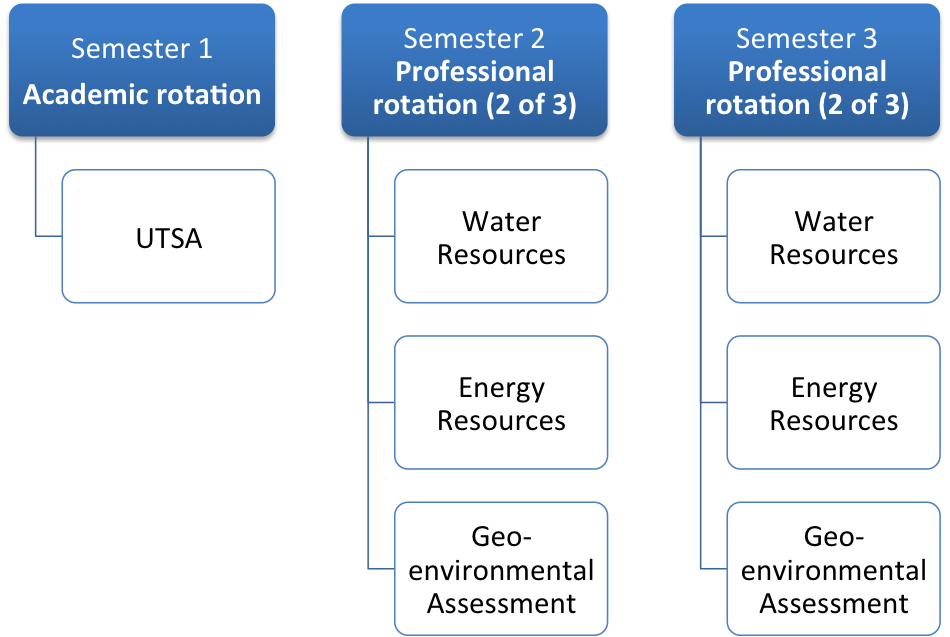 Semester 1
Academic rotation
UTSA
Semester 2
Professional
rotation (2 of 3)
Water
Resources
Energy
Resources
Geo-
environmental
Assessment
Semester 3
Professional
rotation (2 of 3)
Water
Resources
Energy
Resources
Geo-
environmental
Assessment